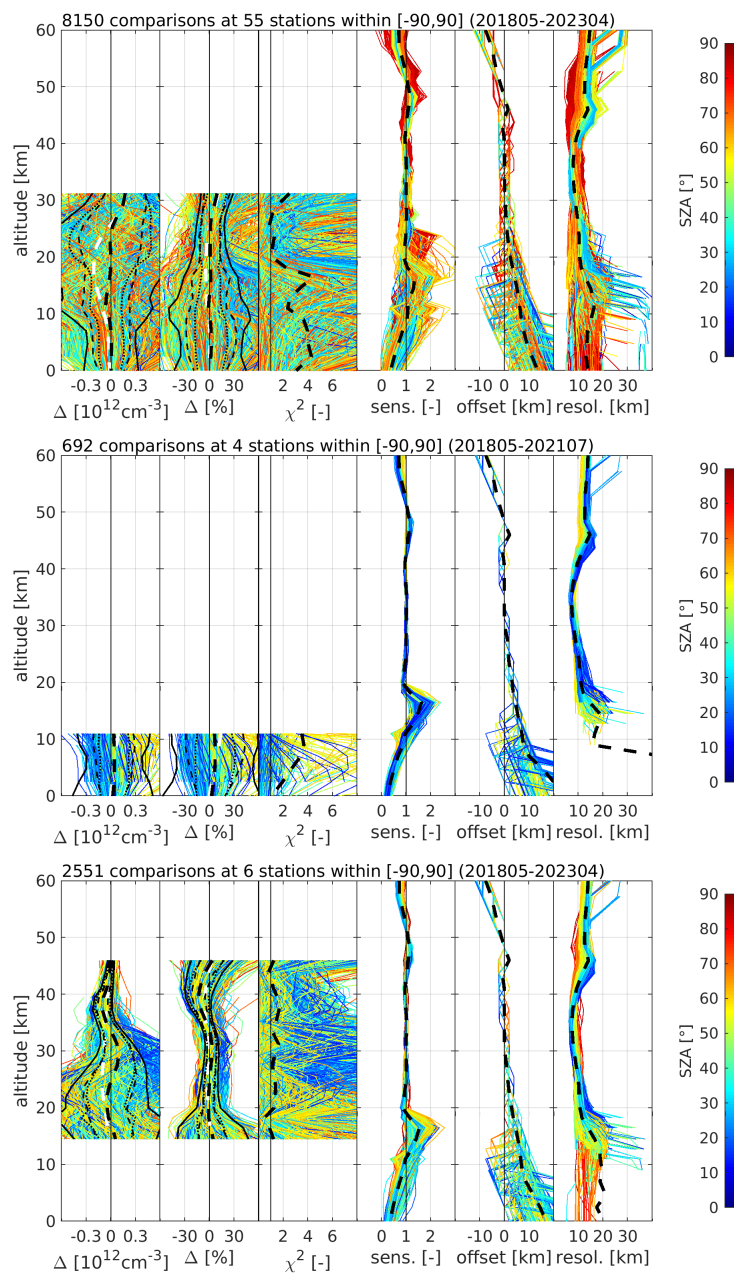 8150 comparisons at 55 stations within [-90,90] (201805-202304)
60
50
40
30
20
10
0
altitude [km]
-0.3 0 0.3
Δ [10¹²cm⁻³]
-30 0 30
Δ [%]
2 4 6
χ² [-]
0 1 2
sens. [-]
-10 0 10
offset [km]
10 20 30
resol. [km]
90
80
70
60
50
40
30
20
10
0
SZA [°]
692 comparisons at 4 stations within [-90,90] (201805-202107)
60
50
40
30
20
10
0
altitude [km]
-0.3 0 0.3
Δ [10¹²cm⁻³]
-30 0 30
Δ [%]
2 4 6
χ² [-]
0 1 2
sens. [-]
-10 0 10
offset [km]
10 20 30
resol. [km]
90
80
70
60
50
40
30
20
10
0
SZA [°]
2551 comparisons at 6 stations within [-90,90] (201805-202304)
60
50
40
30
20
10
0
altitude [km]
-0.3 0 0.3
Δ [10¹²cm⁻³]
-30 0 30
Δ [%]
2 4 6
χ² [-]
0 1 2
sens. [-]
-10 0 10
offset [km]
10 20 30
resol. [km]
90
80
70
60
50
40
30
20
10
0
SZA [°]